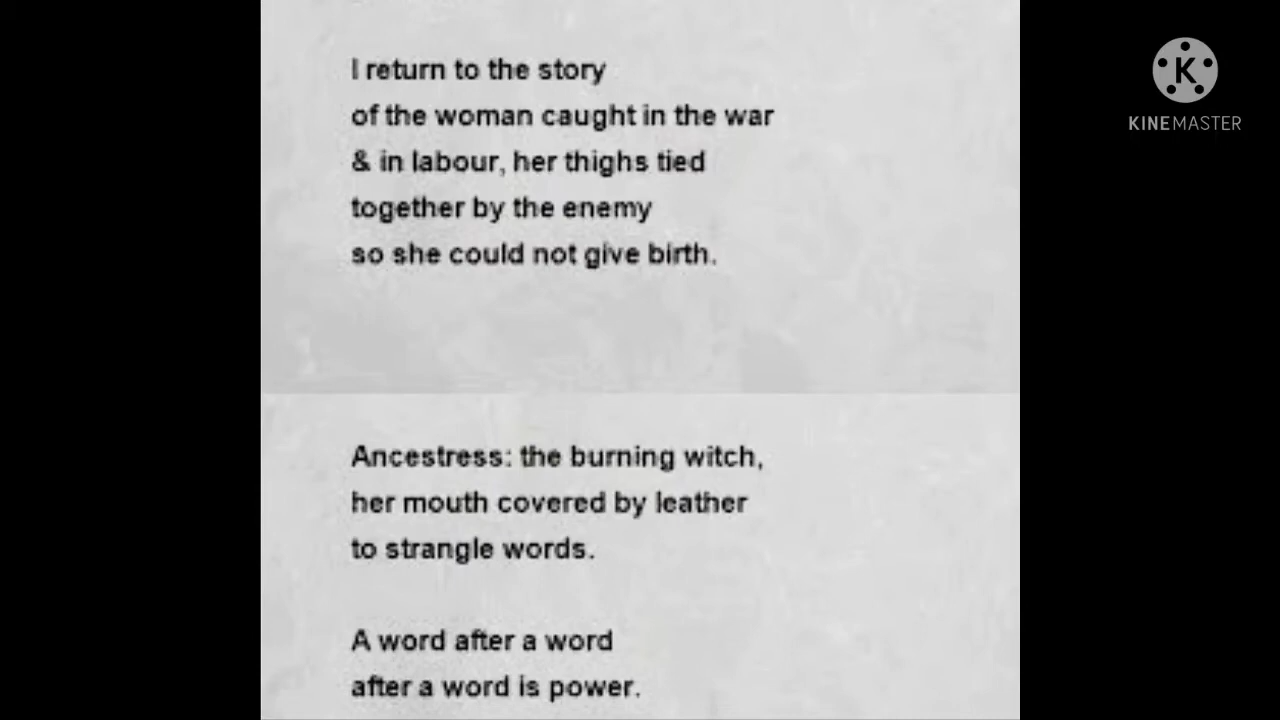 I return to the story
of the woman caught in the war
& in labour, her thighs tied
together by the enemy
so she could not give birth.
Ancestress: the burning witch,
her mouth covered by leather
to strangle words.
A word after a word
after a word is power.
K
KINEMASTER